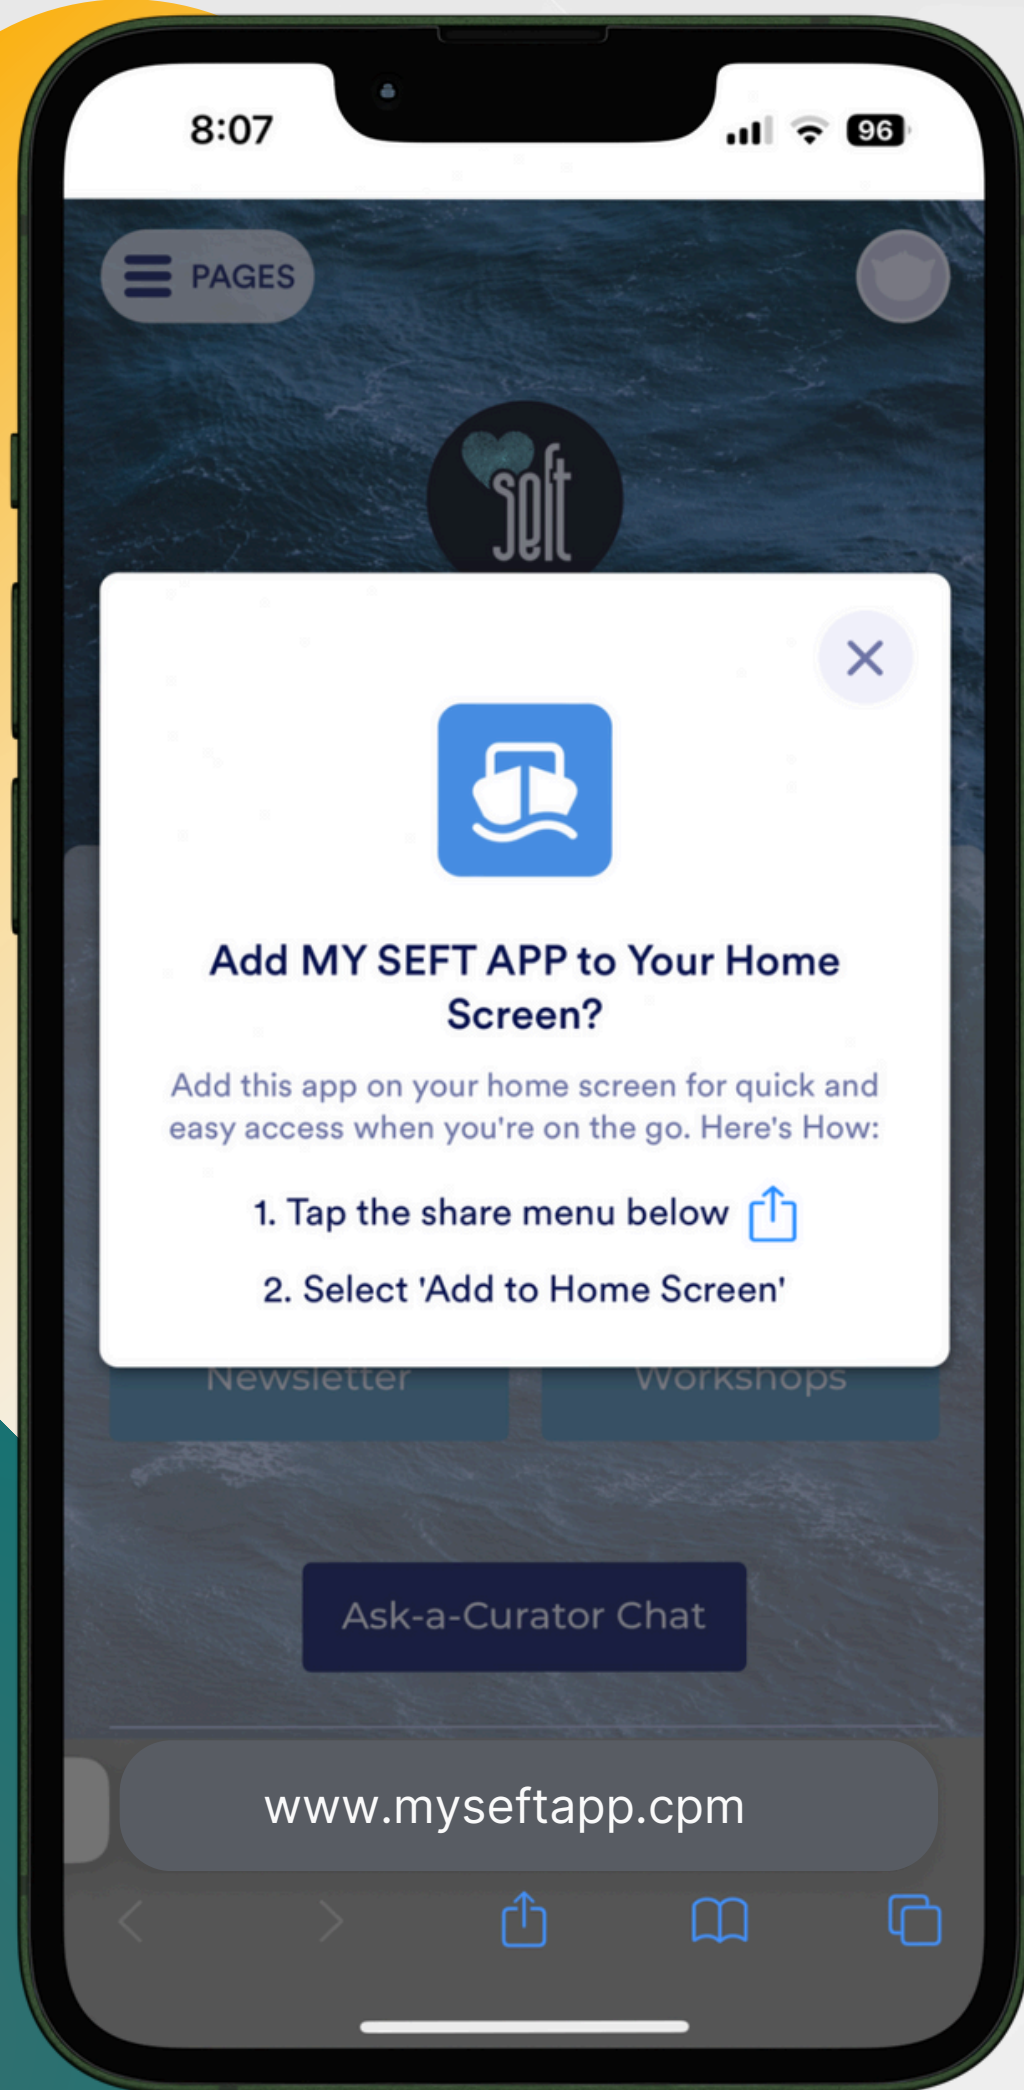 8:07
96
PAGES
seft
Add MY SEFT APP to Your Home
Screen?
Add this app on your home screen for quick and
easy access when you're on the go. Here's How:
1. Tap the share menu below
2. Select 'Add to Home Screen'
Newsletter
Workshops
Ask-a-Curator Chat
www.myseftapp.cpm